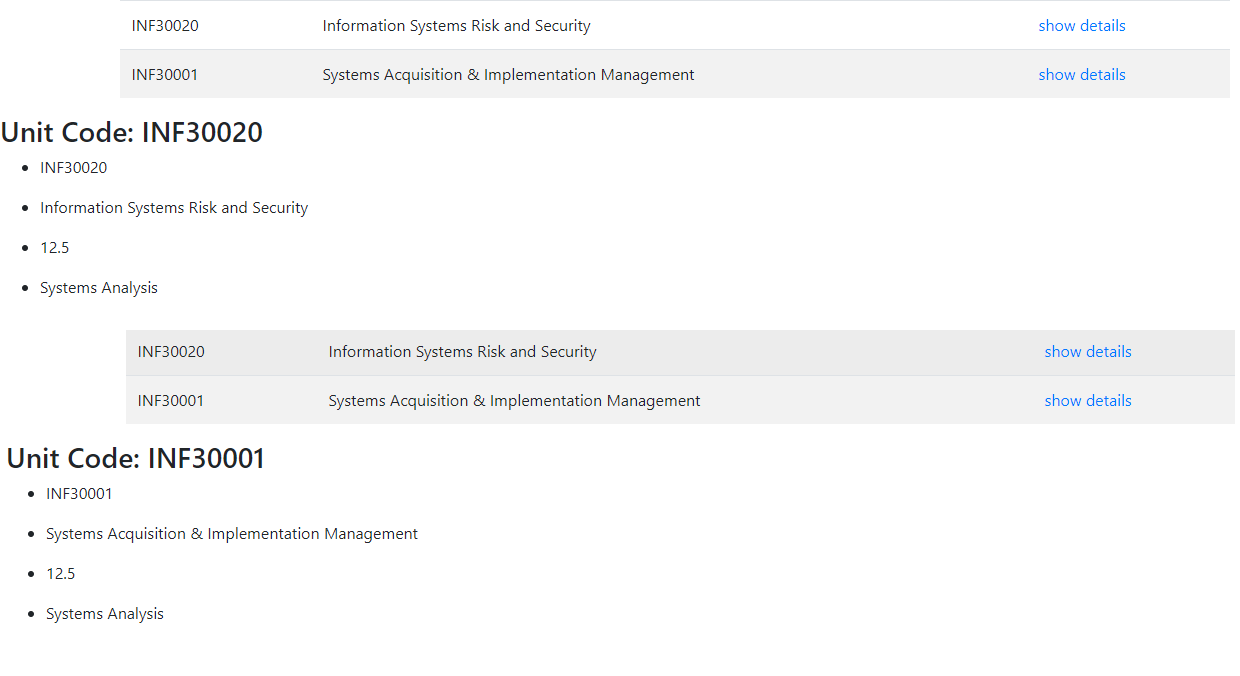 INF30020 Information Systems Risk and Security show details
INF30001 Systems Acquisition & Implementation Management show details
Unit Code: INF30020
INF30020
Information Systems Risk and Security
12.5
Systems Analysis
INF30020 Information Systems Risk and Security show details
INF30001 Systems Acquisition & Implementation Management show details
Unit Code: INF30001
INF30001
Systems Acquisition & Implementation Management
12.5
Systems Analysis